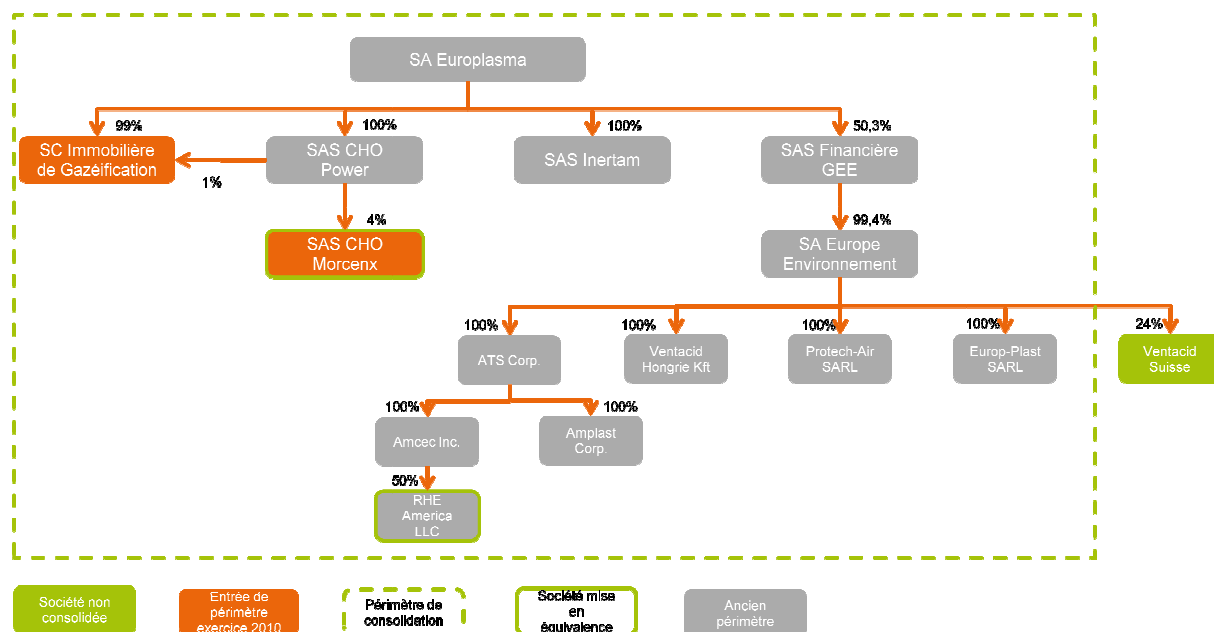 SA Europlasma
99%
100%
100%
50,3%
SC Immobilière
de Gazéification
SAS CHO
Power
SAS Inertam
SAS Financière
GEE
1%
4%
99,4%
SAS CHO
Morcenx
SA Europe
Environnement
100%
100%
100%
100%
24%
ATS Corp.
Ventacid
Hongrie Kft
Protech-Air
SARL
Europ-Plast
SARL
Ventacid
Suisse
100%
100%
Amcec Inc.
Amplast
Corp.
50%
RHE
America
LLC
Société non
consolidée
Entrée de
périmètre
exercice 2010
Périmètre de
consolidation
Société mise
en
équivalence
Ancien
périmètre